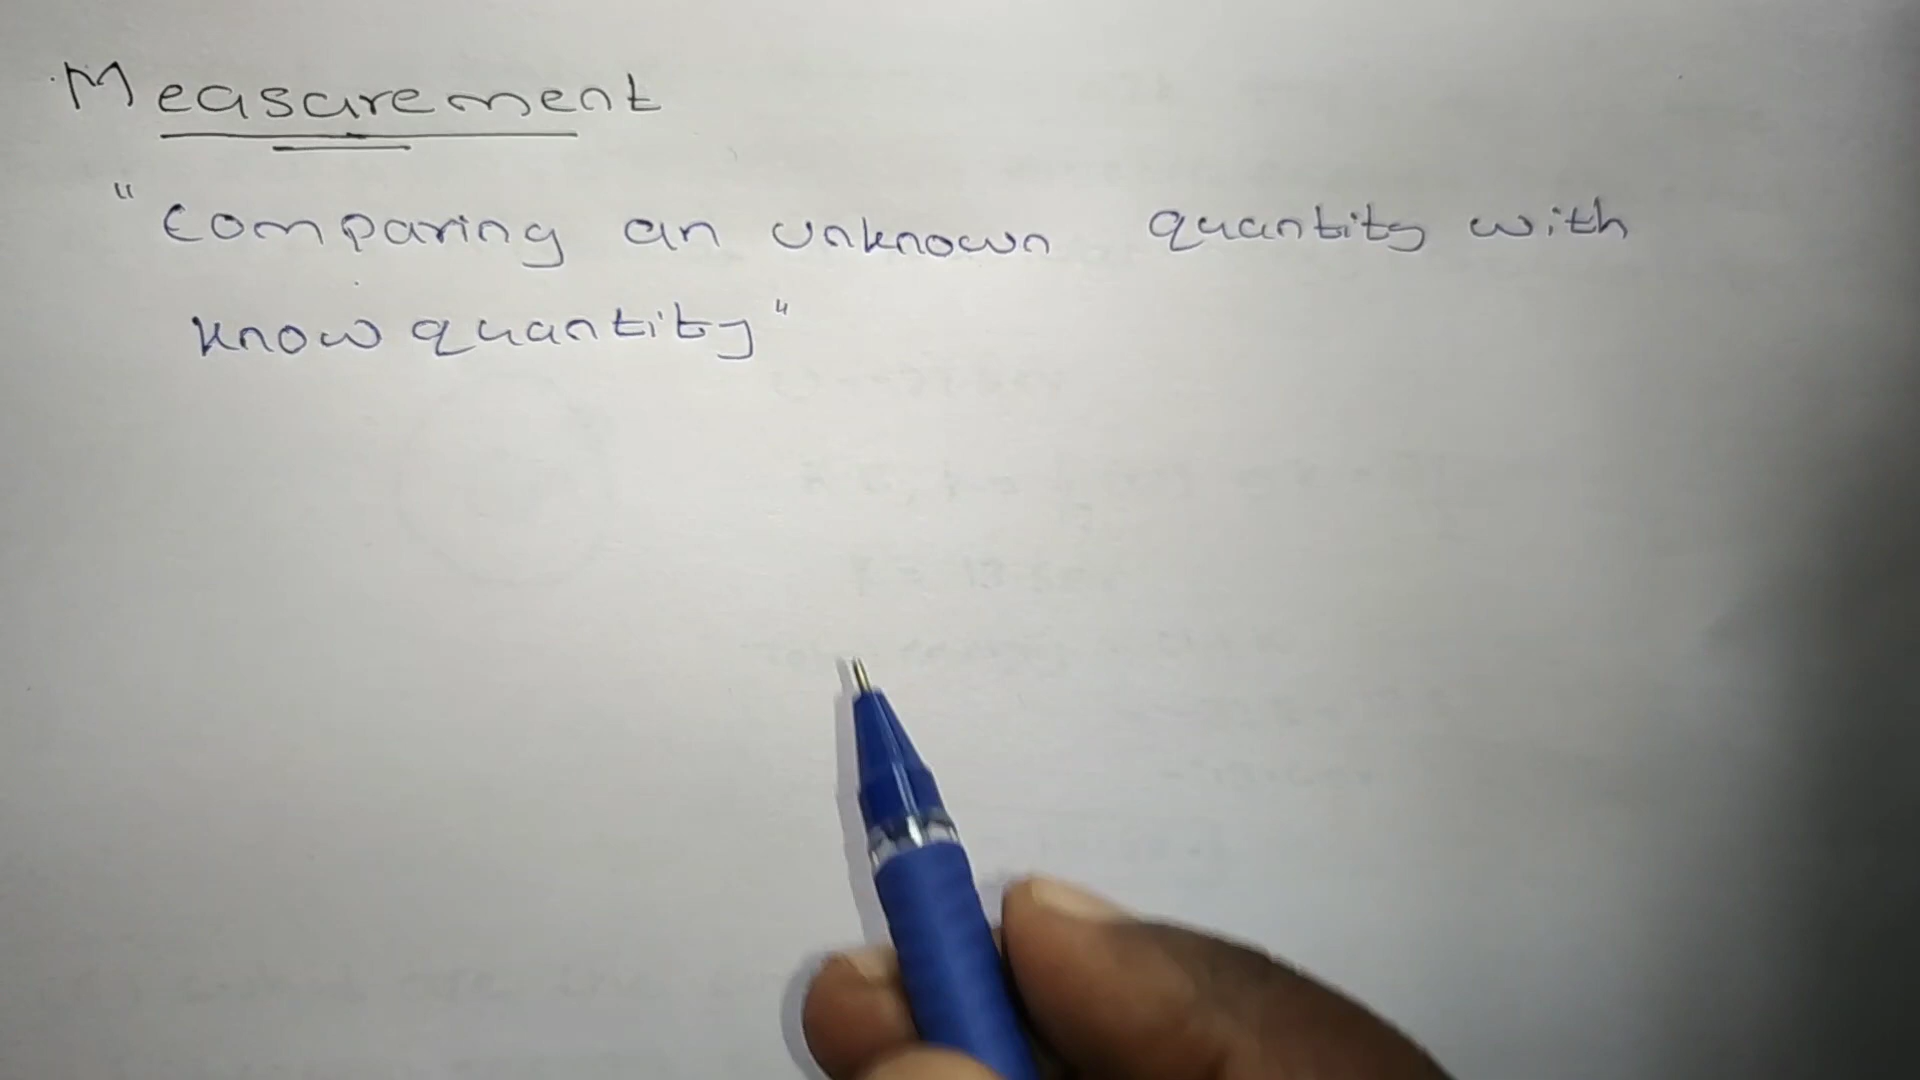 Measurement
"comparing an unknown quantity with
know quantity"